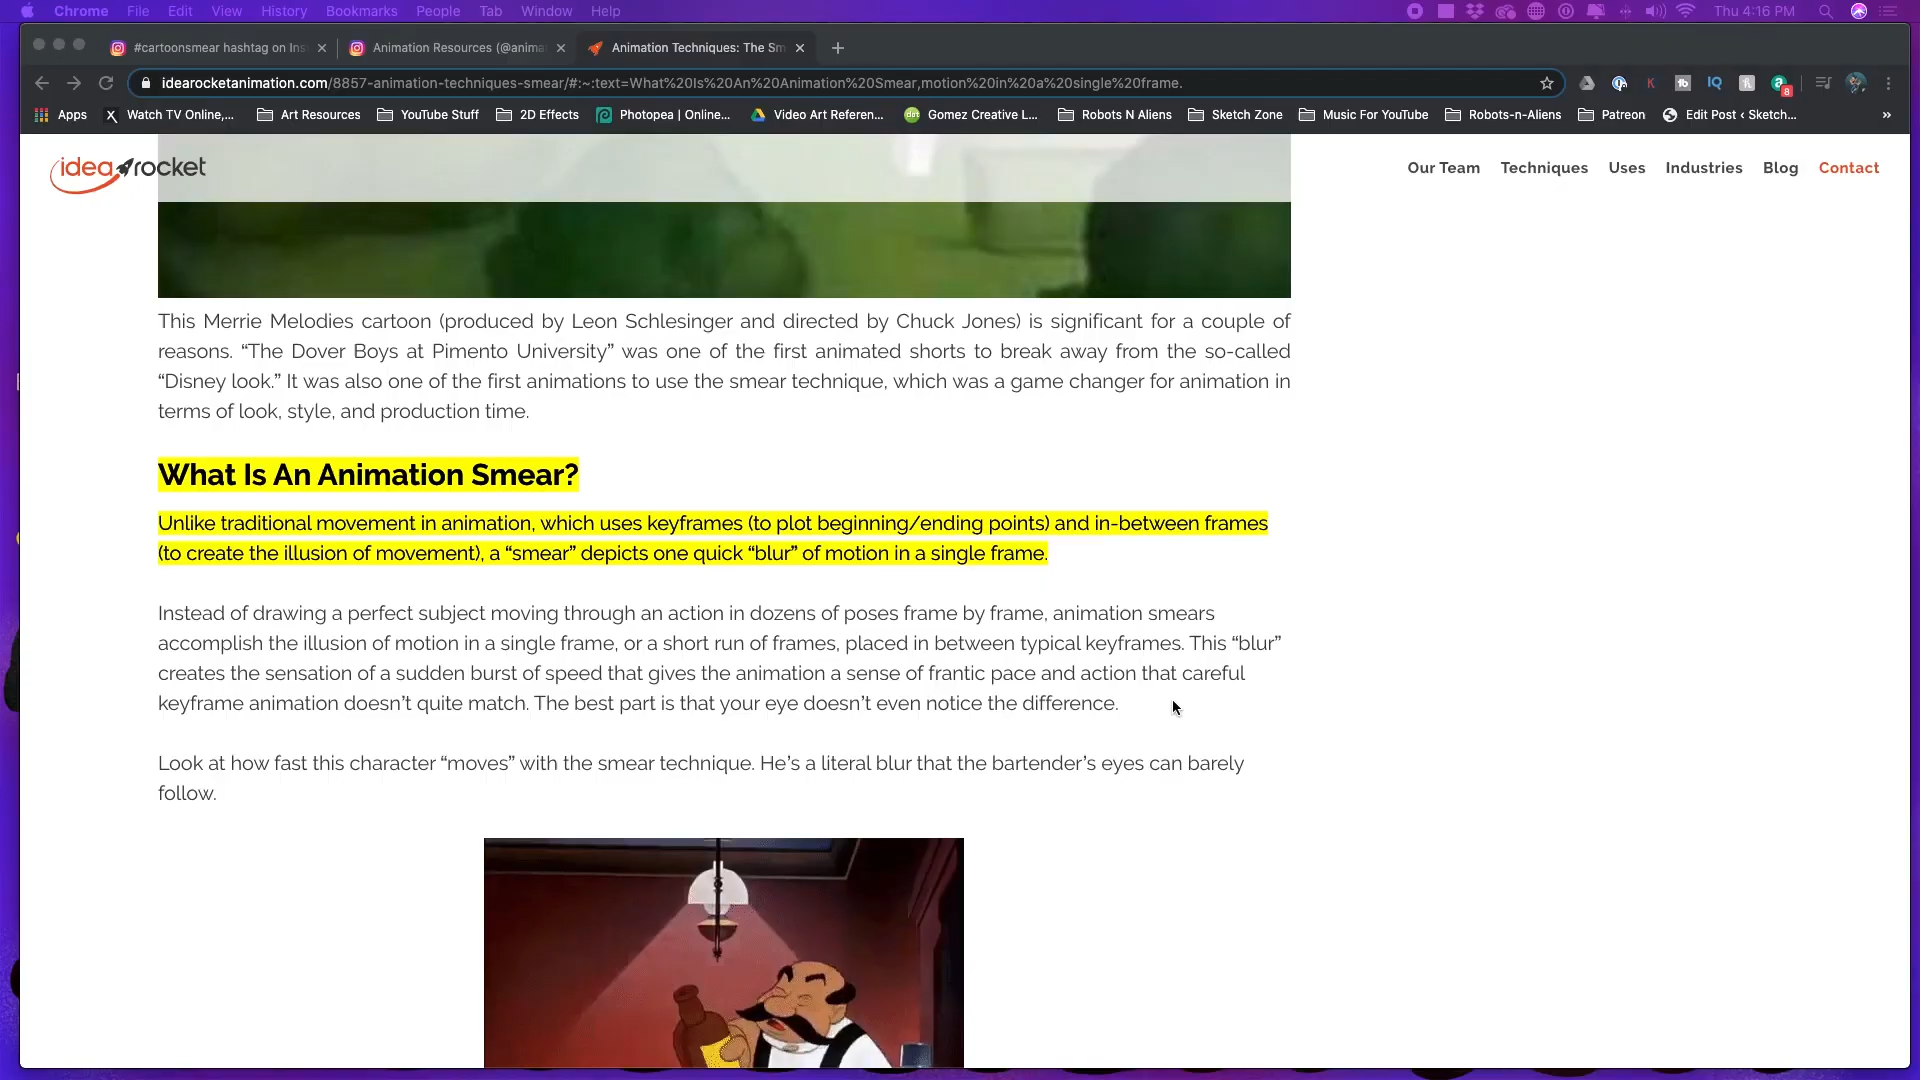 Chrome File Edit View History Bookmarks People Tab Window Help Thu 4:16 PM
#cartoonsmear hashtag on Ins
Animation Resources (@anima
Animation Techniques: The Sm
idearocketanimation.com/8857-animation-techniques-smear/#:~:text=What%20Is%20An%20Animation%20Smear,motion%20in%20a%20single%20frame.
K tb IQ a 8
Apps X Watch TV Online,... Art Resources YouTube Stuff 2D Effects Photopea | Online... Video Art Referen... dot Gomez Creative L... Robots N Aliens Sketch Zone Music For YouTube Robots-n-Aliens Patreon Edit Post ‹ Sketch... »
idearocket
Our Team Techniques Uses Industries Blog Contact
This Merrie Melodies cartoon (produced by Leon Schlesinger and directed by Chuck Jones) is significant for a couple of
reasons. “The Dover Boys at Pimento University” was one of the first animated shorts to break away from the so-called
“Disney look.” It was also one of the first animations to use the smear technique, which was a game changer for animation in
terms of look, style, and production time.
What Is An Animation Smear?
Unlike traditional movement in animation, which uses keyframes (to plot beginning/ending points) and in-between frames
(to create the illusion of movement), a “smear” depicts one quick “blur” of motion in a single frame.
Instead of drawing a perfect subject moving through an action in dozens of poses frame by frame, animation smears
accomplish the illusion of motion in a single frame, or a short run of frames, placed in between typical keyframes. This “blur”
creates the sensation of a sudden burst of speed that gives the animation a sense of frantic pace and action that careful
keyframe animation doesn’t quite match. The best part is that your eye doesn’t even notice the difference.
Look at how fast this character “moves” with the smear technique. He’s a literal blur that the bartender’s eyes can barely
follow.